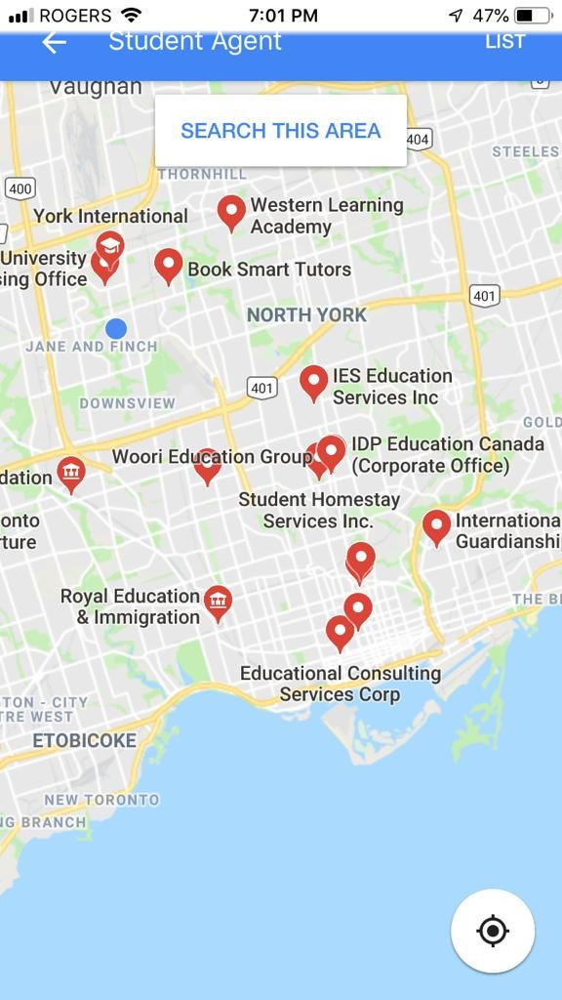 ROGERS 7:01 PM 47%
Student Agent LIST
Vaughan
SEARCH THIS AREA
404
STEELES
THORNHILL
400
York International
Western Learning
Academy
University
sing Office
Book Smart Tutors
401
NORTH YORK
JANE AND FINCH
IES Education
Services Inc
401
DOWNSVIEW
GOLD
Woori Education Group
IDP Education Canada
(Corporate Office)
dation
Student Homestay
Services Inc.
onto
rture
Internationa
Guardianshi
Royal Education
& Immigration
THE BE
Educational Consulting
Services Corp
TON - CITY
TRE WEST
ETOBICOKE
NEW TORONTO
NG BRANCH